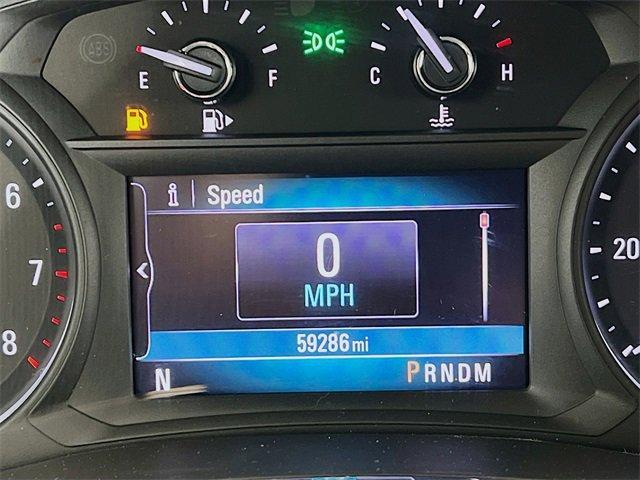 ABS
E F
C H
i Speed
0
MPH
59286 mi
N PRNDM
6
7
8
20